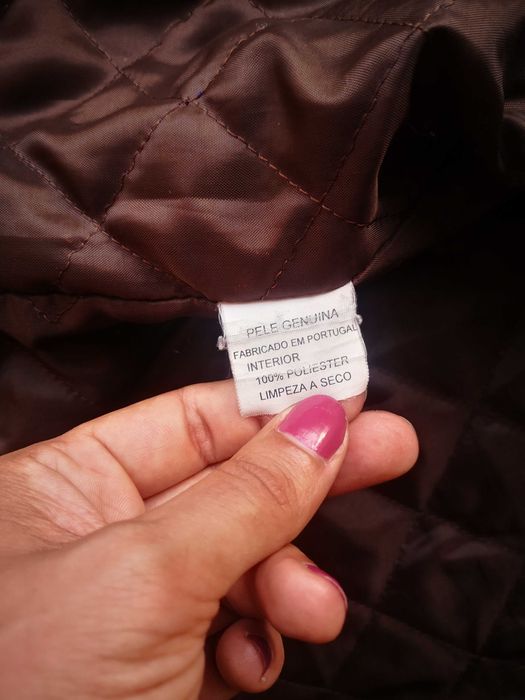 PELE GENUINA
FABRICADO EM PORTUGAL
INTERIOR
100% POLIESTER
LIMPEZA A SECO